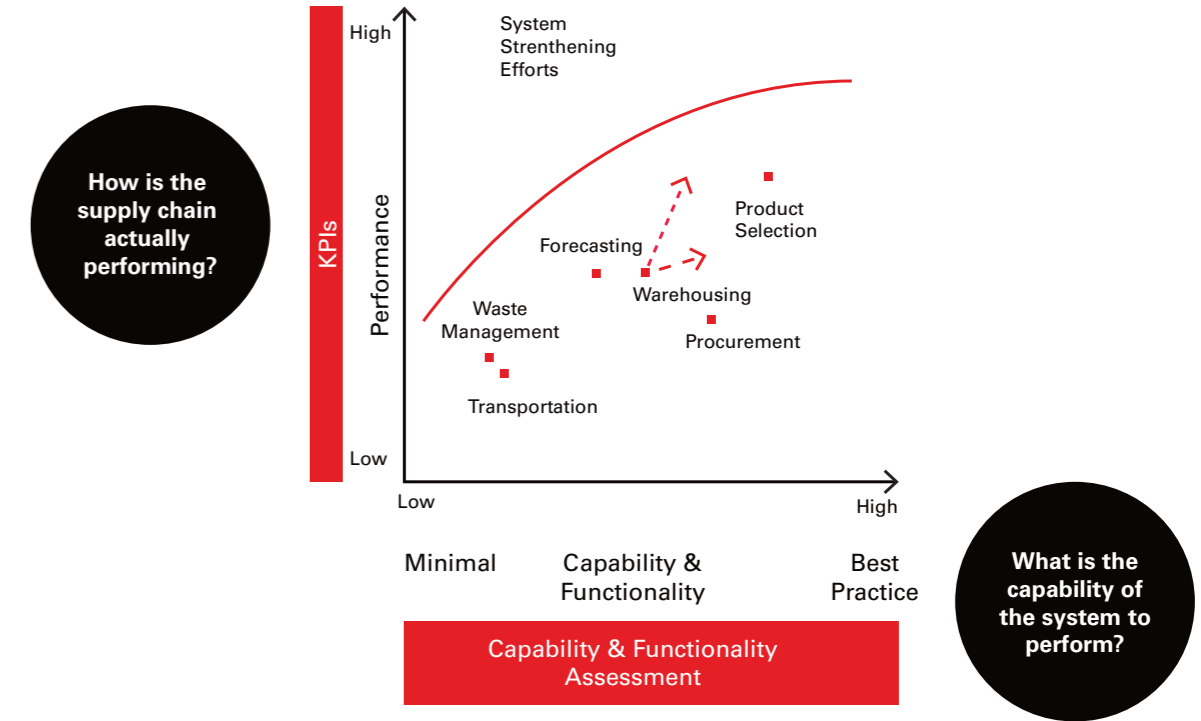 High
System
Strenthening
Efforts
How is the
supply chain
actually
performing?
KPIs
Performance
Product
Selection
Forecasting
Warehousing
Waste
Management
Procurement
Transportation
Low
Low
High
Minimal
Capability &
Functionality
Best
Practice
What is the
capability of
the system to
perform?
Capability & Functionality
Assessment